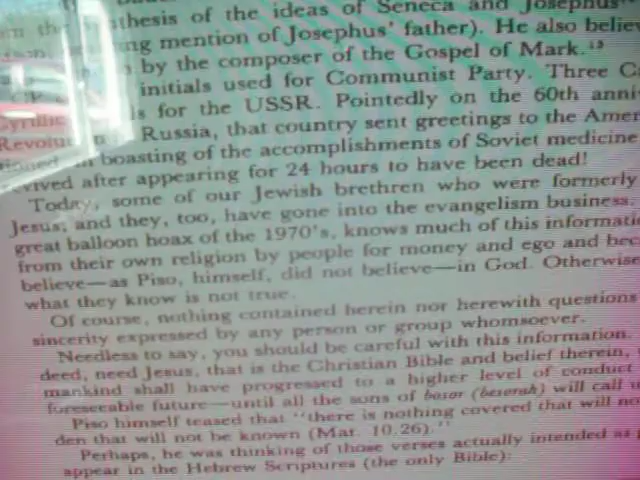 thesis of the ideas of Seneca and Josephus
ng mention of Josephus' father). He also believ
by the composer of the Gospel of Mark.¹³
initials used for Communist Party. Three C
ls for the USSR. Pointedly on the 60th anni
Revolut Russia, that country sent greetings to the Amer
boasting of the accomplishments of Soviet medicine
vived after appearing for 24 hours to have been dead!
Today, some of our Jewish brethren who were formerly
Jesus, and they, too, have gone into the evangelism business.
great balloon hoax of the 1970's, knows much of this informati
from their own religion by people for money and ego and bec
believe—as Piso, himself, did not believe—in God. Otherwise
what they know is not true.
Of course, nothing contained herein nor herewith questions
sincerity expressed by any person or group whomsoever.
Needless to say, you should be careful with this information.
deed, need Jesus, that is the Christian Bible and belief therein,
mankind shall have progressed to a higher level of conduct
foreseeable future—until all the sons of bosor (besorah) will call
Piso himself teased that "there is nothing covered that will no
den that will not be known (Mat. 10.26)."
Perhaps, he was thinking of those verses actually intended as
appear in the Hebrew Scriptures (the only Bible):